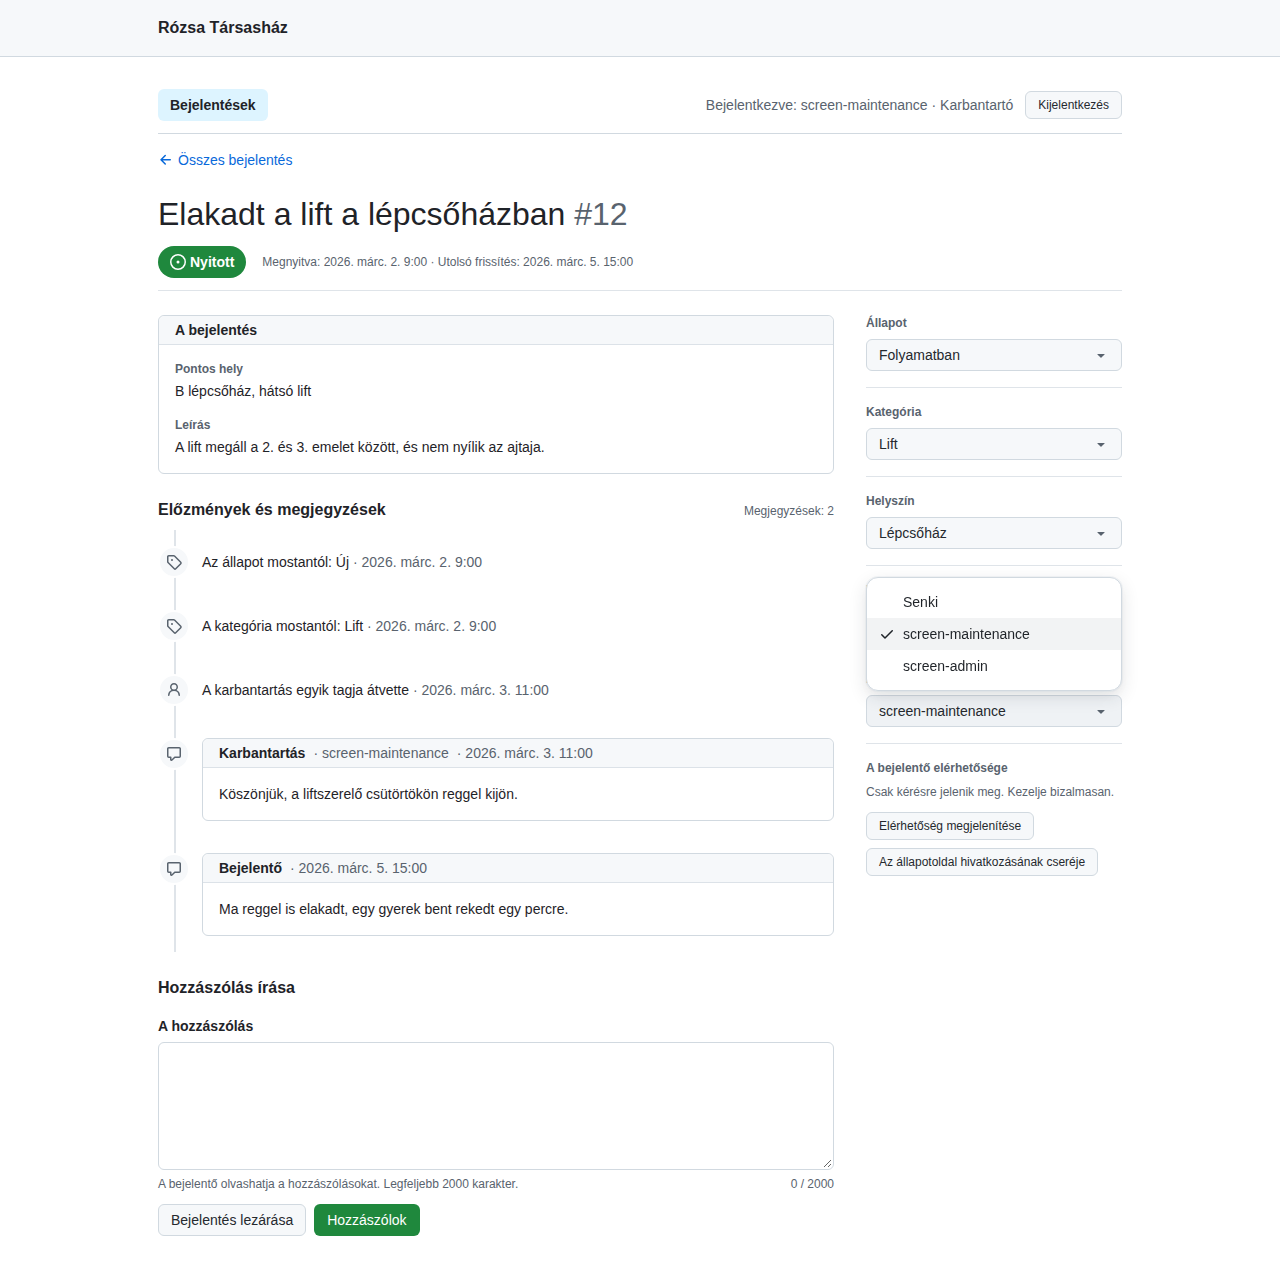 Rózsa Társasház
Bejelentések
Bejelentkezve: screen-maintenance · Karbantartó
Kijelentkezés
Összes bejelentés
Elakadt a lift a lépcsőházban #12
Nyitott
Megnyitva: 2026. márc. 2. 9:00 · Utolsó frissítés: 2026. márc. 5. 15:00
A bejelentés
Pontos hely
B lépcsőház, hátsó lift
Leírás
A lift megáll a 2. és 3. emelet között, és nem nyílik az ajtaja.
Előzmények és megjegyzések
Megjegyzések: 2
Az állapot mostantól: Új · 2026. márc. 2. 9:00
A kategória mostantól: Lift · 2026. márc. 2. 9:00
A karbantartás egyik tagja átvette · 2026. márc. 3. 11:00
Karbantartás · screen-maintenance · 2026. márc. 3. 11:00
Köszönjük, a liftszerelő csütörtökön reggel kijön.
Bejelentő · 2026. márc. 5. 15:00
Ma reggel is elakadt, egy gyerek bent rekedt egy percre.
Hozzászólás írása
A hozzászólás
A bejelentő olvashatja a hozzászólásokat. Legfeljebb 2000 karakter.
0 / 2000
Bejelentés lezárása
Hozzászólok
Állapot
Folyamatban
Kategória
Lift
Helyszín
Lépcsőház
Senki
screen-maintenance
screen-admin
screen-maintenance
A bejelentő elérhetősége
Csak kérésre jelenik meg. Kezelje bizalmasan.
Elérhetőség megjelenítése
Az állapotoldal hivatkozásának cseréje